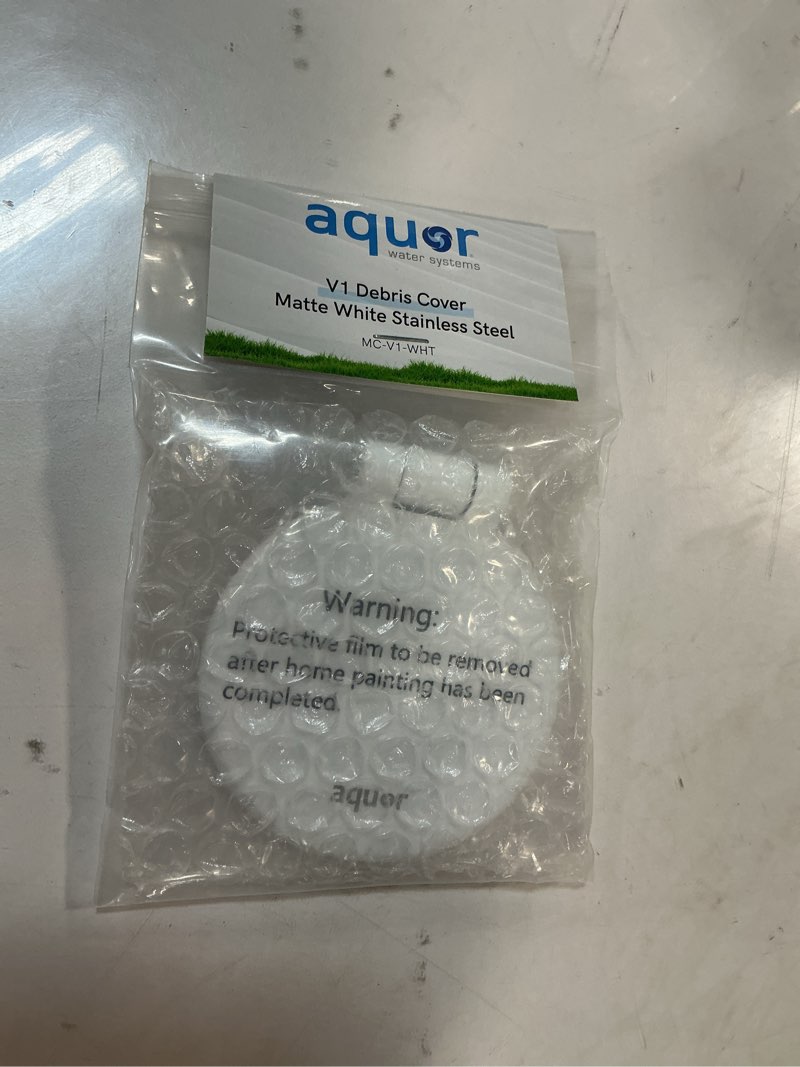 aquor
water systems
V1 Debris Cover
Matte White Stainless Steel
MC-V1-WHT
Warning:
Protective film to be removed
after home painting has been
completed.
aquor